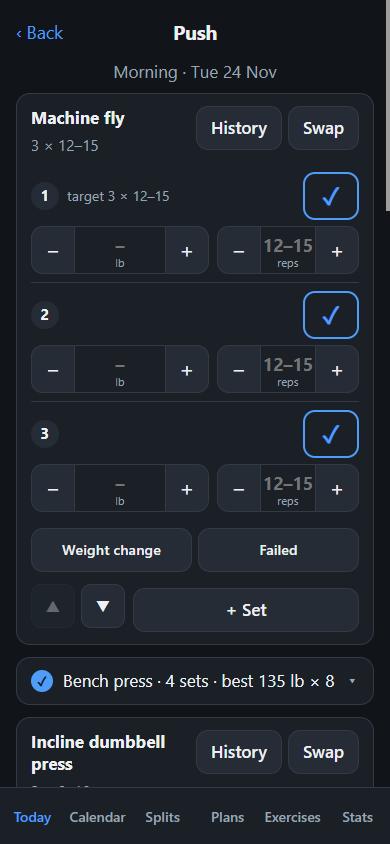 ‹ Back
Push
Morning · Tue 24 Nov
Machine fly
3 × 12–15
History
Swap
1
target 3 × 12–15
✓
− – lb +
− 12–15 reps +
2
✓
− – lb +
− 12–15 reps +
3
✓
− – lb +
− 12–15 reps +
Weight change
Failed
▲
▼
+ Set
✓ Bench press · 4 sets · best 135 lb × 8 ▾
Incline dumbbell
press
History
Swap
Today
Calendar
Splits
Plans
Exercises
Stats